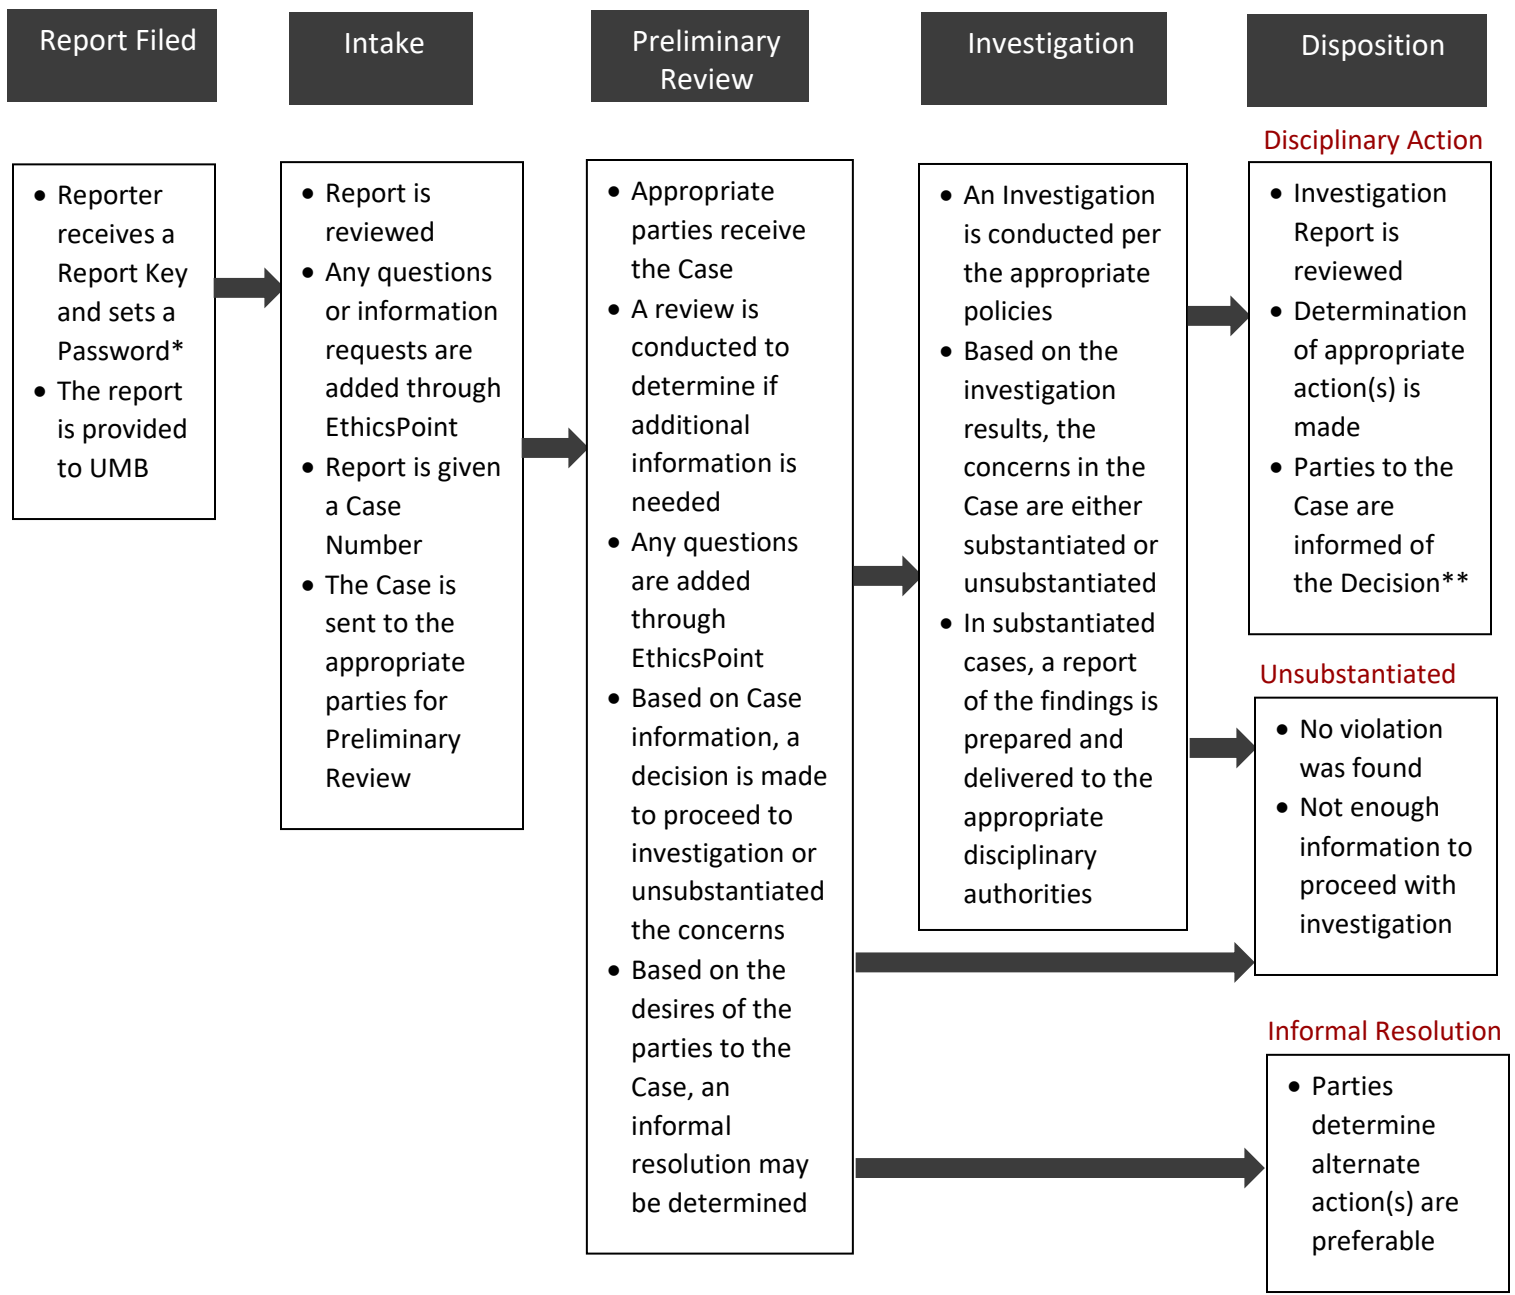 Report Filed
Intake
Preliminary
Review
Investigation
Disposition
• Reporter
receives a
Report Key
and sets a
Password*
• The report
is provided
to UMB
• Report is
reviewed
• Any questions
or information
requests are
added through
EthicsPoint
• Report is given
a Case
Number
• The Case is
sent to the
appropriate
parties for
Preliminary
Review
• Appropriate
parties receive
the Case
• A review is
conducted to
determine if
additional
information is
needed
• Any questions
are added
through
EthicsPoint
• Based on Case
information, a
decision is made
to proceed to
investigation or
unsubstantiated
the concerns
• Based on the
desires of the
parties to the
Case, an
informal
resolution may
be determined
• An Investigation
is conducted per
the appropriate
policies
• Based on the
investigation
results, the
concerns in the
Case are either
substantiated or
unsubstantiated
• In substantiated
cases, a report
of the findings is
prepared and
delivered to the
appropriate
disciplinary
authorities
Disciplinary Action
• Investigation
Report is
reviewed
• Determination
of appropriate
action(s) is
made
• Parties to the
Case are
informed of
the Decision**
Unsubstantiated
• No violation
was found
• Not enough
information to
proceed with
investigation
Informal Resolution
• Parties
determine
alternate
action(s) are
preferable